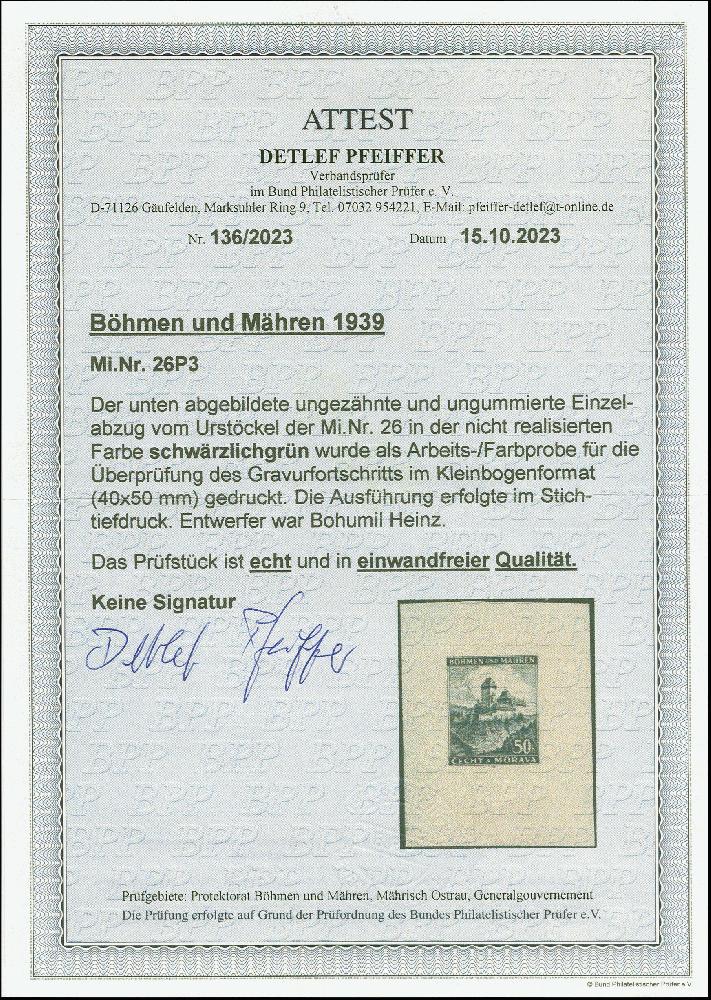 ATTEST
DETLEF PFEIFFER
Verbandsprüfer
im Bund Philatelistischer Prüfer e. V.
D-71126 Gäufelden, Marksuhler Ring 9, Tel. 07032 954221, E-Mail: pfeiffer-detlef@t-online.de
Nr. 136/2023 Datum 15.10.2023
Böhmen und Mähren 1939
Mi.Nr. 26P3
Der unten abgebildete ungezähnte und ungummierte Einzel-
abzug vom Urstöckel der Mi.Nr. 26 in der nicht realisierten
Farbe schwärzlichgrün wurde als Arbeits-/Farbprobe für die
Überprüfung des Gravurfortschritts im Kleinbogenformat
(40x50 mm) gedruckt. Die Ausführung erfolgte im Stich-
tiefdruck. Entwerfer war Bohumil Heinz.
Das Prüfstück ist echt und in einwandfreier Qualität.
Keine Signatur
Detlef Pfeiffer
BÖHMEN UND MÄHREN
50
ČECHY A MORAVA
Prüfgebiete: Protektorat Böhmen und Mähren, Mährisch Ostrau, Generalgouvernement
Die Prüfung erfolgte auf Grund der Prüfordnung des Bundes Philatelistischer Prüfer e.V.
© Bund Philatelistischer Prüfer e.V.